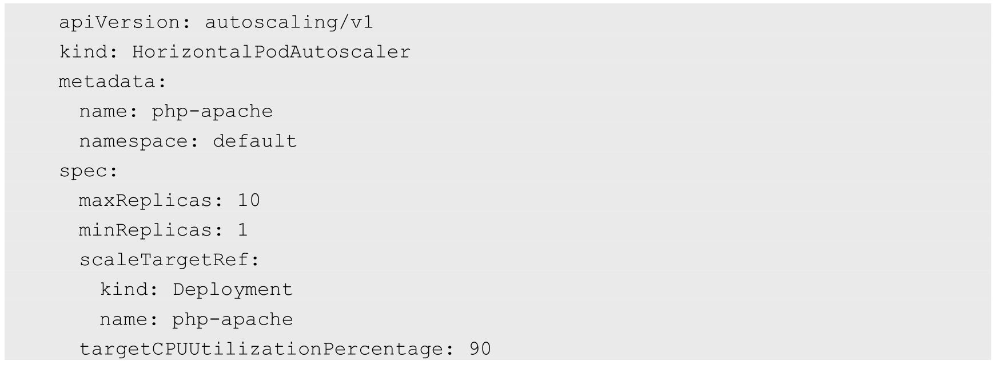 apiVersion: autoscaling/v1
kind: HorizontalPodAutoscaler
metadata:
  name: php-apache
  namespace: default
spec:
  maxReplicas: 10
  minReplicas: 1
  scaleTargetRef:
    kind: Deployment
    name: php-apache
  targetCPUUtilizationPercentage: 90